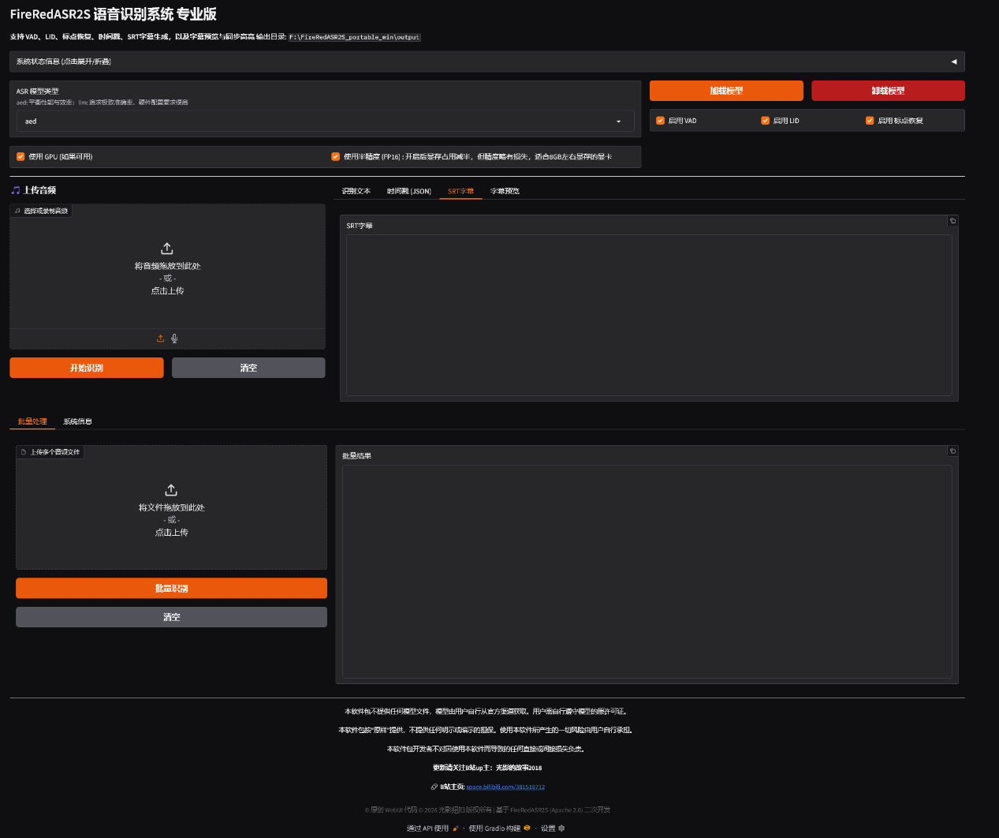 FireRedASR2S 语音识别系统 专业版
支持 VAD、LID、标点恢复、时间戳、SRT字幕生成，以及字幕预览与同步高亮 输出目录: F:\FireRedASR2S_portable_win\output
系统状态信息 (点击展开/折叠)
ASR 模型类型
aed: 平衡性能与效率； llm: 追求极致准确率，硬件配置要求很高
aed
加载模型
卸载模型
启用 VAD
启用 LID
启用 标点恢复
使用 GPU (如果可用)
使用半精度 (FP16) : 开启后显存占用减半，但精度略有损失，适合8GB左右显存的显卡
上传音频
识别文本
时间戳 (JSON)
SRT字幕
字幕预览
选择或录制音频
将音频拖放到此处
- 或 -
点击上传
SRT字幕
开始识别
清空
批量处理
系统信息
上传多个音频文件
将文件拖放到此处
- 或 -
点击上传
批量结果
批量识别
清空
本软件包不提供任何模型文件，模型由用户自行从官方渠道获取。用户需自行遵守模型的原许可证。
本软件包按“原样”提供，不提供任何明示或暗示的担保。使用本软件所产生的一切风险由用户自行承担。
本软件包开发者不对因使用本软件而导致的任何直接或间接损失负责。
更新请关注B站up主：光影的故事2018
B站主页: space.bilibili.com/381518712
© 原创 WebUI 代码 © 2026 光影纽扣 版权所有 | 基于 FireRedASR2S (Apache 2.0) 二次开发
通过 API 使用 · 使用 Gradio 构建 · 设置